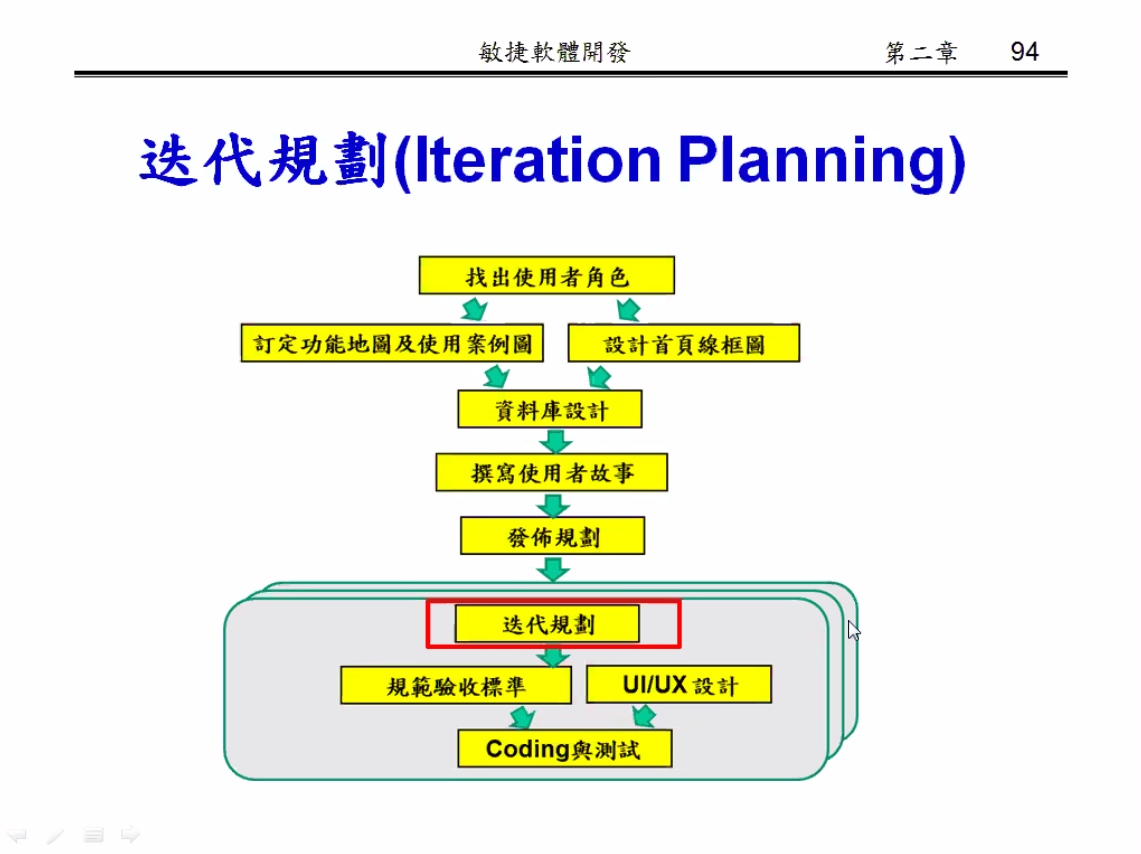 敏捷軟體開發 第二章 94
迭代規劃(Iteration Planning)
找出使用者角色
訂定功能地圖及使用案例圖 設計首頁線框圖
資料庫設計
撰寫使用者故事
發佈規劃
迭代規劃
規範驗收標準 UI/UX 設計
Coding與測試